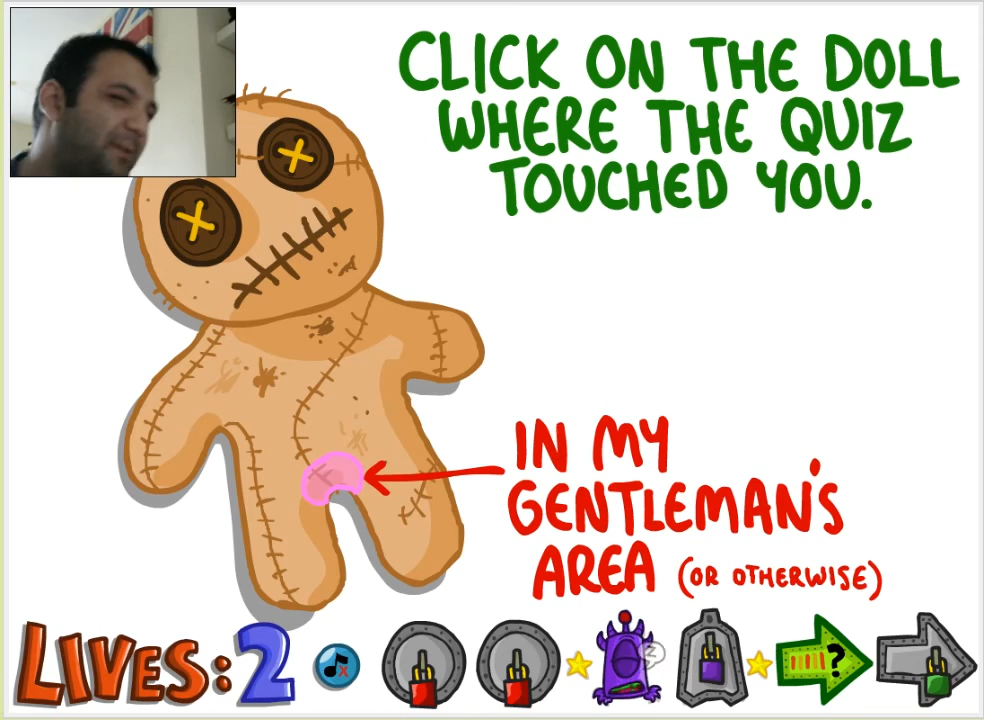 CLICK ON THE DOLL
WHERE THE QUIZ
TOUCHED YOU.
IN MY
GENTLEMAN'S
AREA (OR OTHERWISE)
LIVES: 2
?